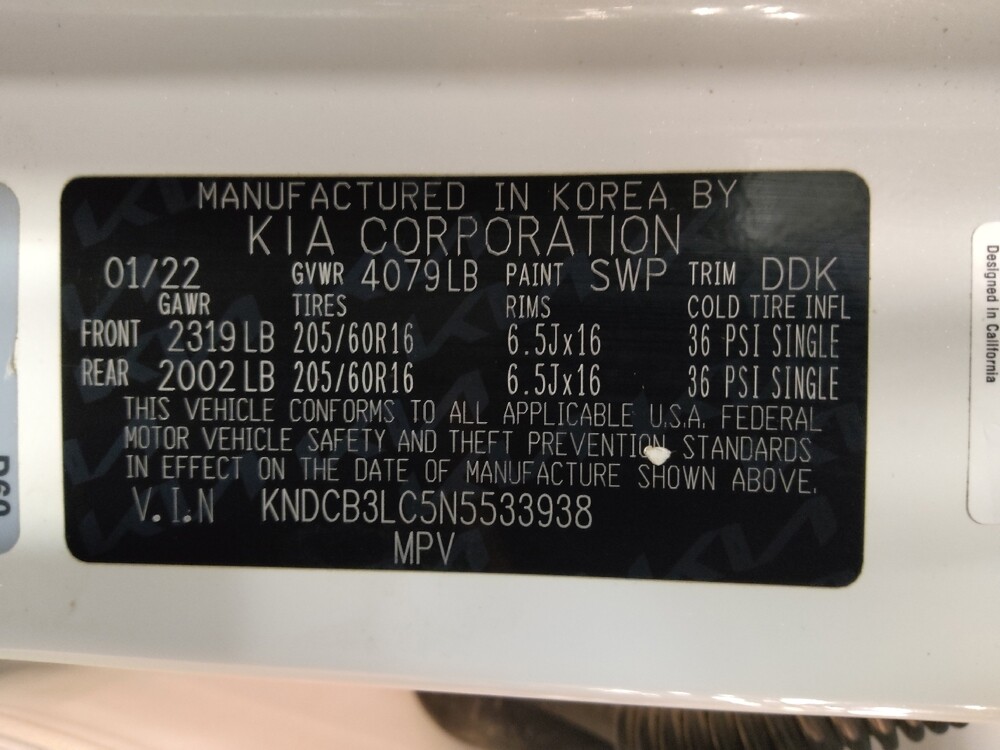 MANUFACTURED IN KOREA BY
KIA CORPORATION
01/22 GVWR 4079LB PAINT SWP TRIM DDK
GAWR TIRES RIMS COLD TIRE INFL
FRONT 2319LB 205/60R16 6.5Jx16 36 PSI SINGLE
REAR 2002LB 205/60R16 6.5Jx16 36 PSI SINGLE
THIS VEHICLE CONFORMS TO ALL APPLICABLE U.S.A. FEDERAL
MOTOR VEHICLE SAFETY AND THEFT PREVENTION STANDARDS
IN EFFECT ON THE DATE OF MANUFACTURE SHOWN ABOVE.
V.I.N KNDCB3LC5N5533938
MPV
Designed in California